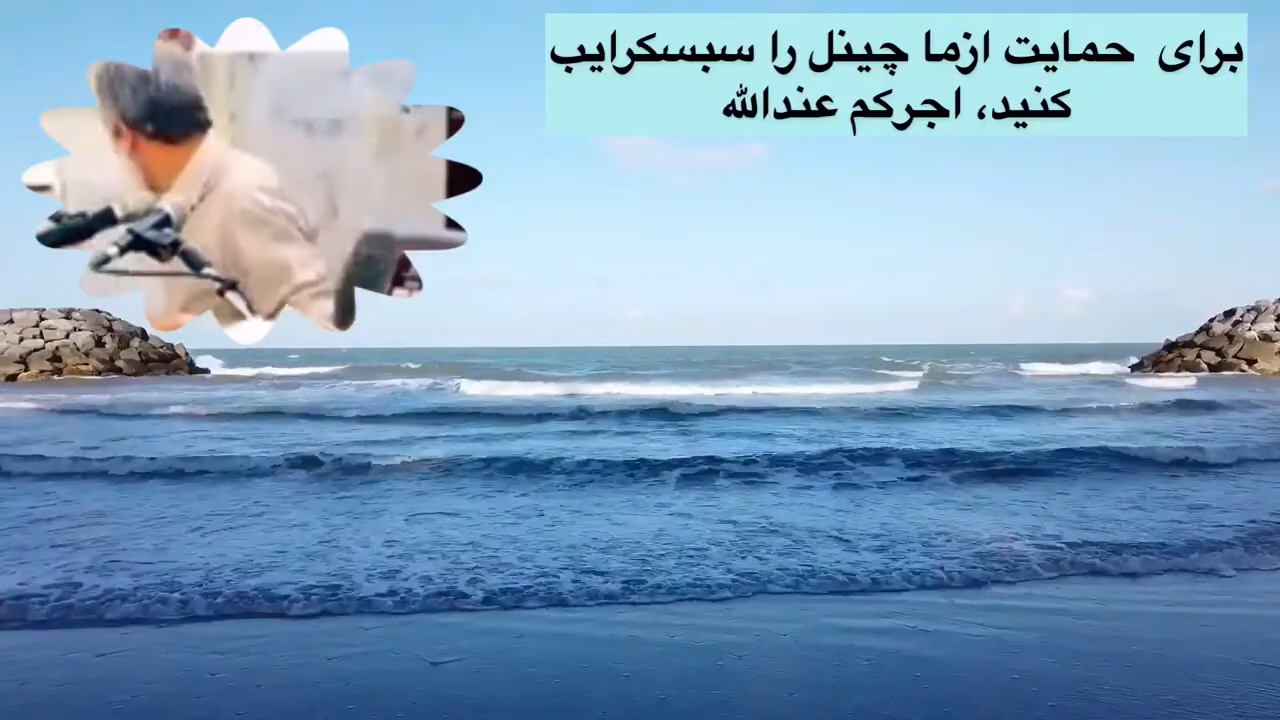 برای حمایت ازما چینل را سبسکرایب
کنید، اجرکم عندالله